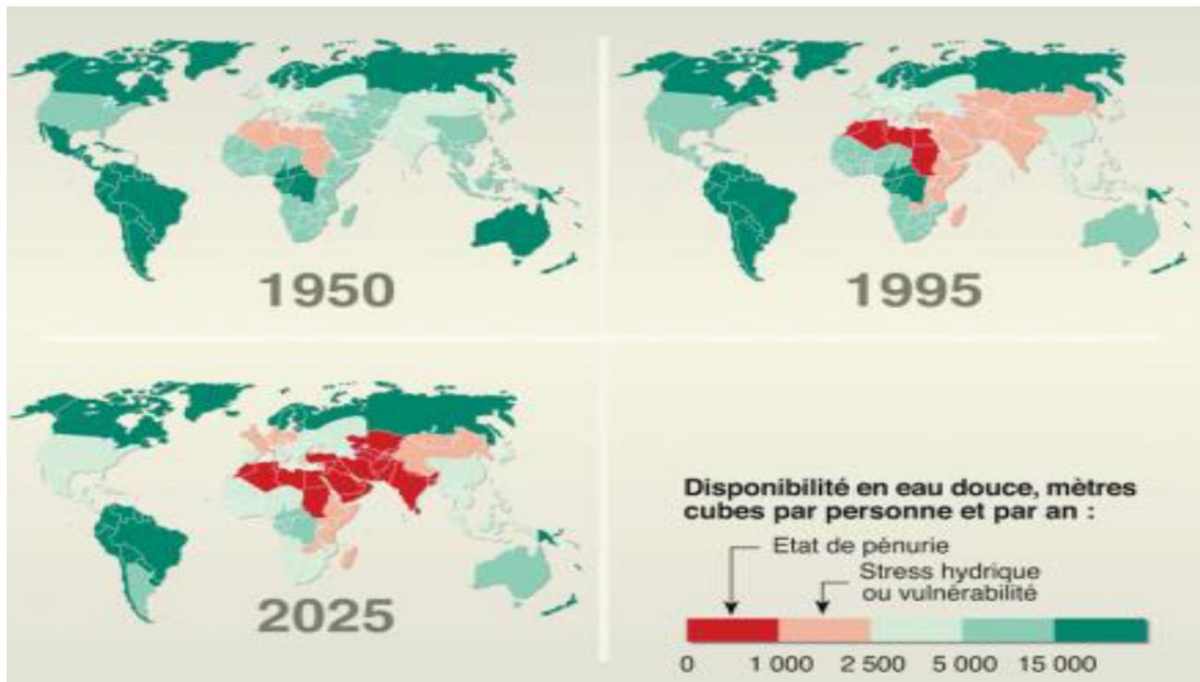 1950
1995
2025
Disponibilité en eau douce, mètres
cubes par personne et par an :
Etat de pénurie
Stress hydrique
ou vulnérabilité
0 1 000 2 500 5 000 15 000